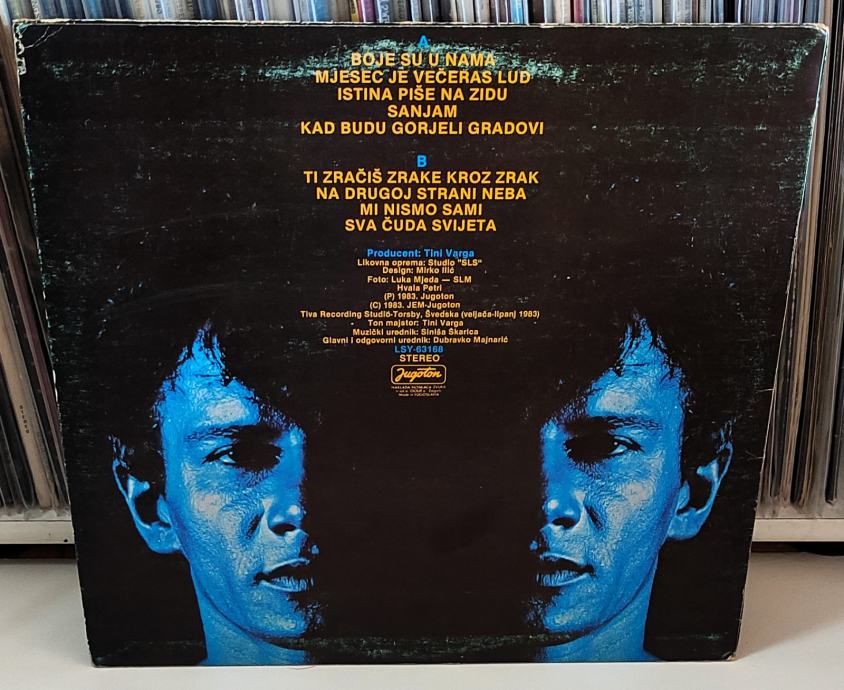 A
BOJE SU U NAMA
MJESEC JE VEČERAS LUD
ISTINA PIŠE NA ZIDU
SANJAM
KAD BUDU GORJELI GRADOVI
B
TI ZRAČIŠ ZRAKE KROZ ZRAK
NA DRUGOJ STRANI NEBA
MI NISMO SAMI
SVA ČUDA SVIJETA
Producent: Tini Varga
Likovna oprema: Studio "SLS"
Design: Mirko Ilić
Foto: Luka Mjeda — SLM
Hvala Petri
(P) 1983. Jugoton
(C) 1983. JEM-Jugoton
Tiva Recording Studio-Torsby, Švedska (veljača-lipanj 1983)
Ton majstor: Tini Varga
Muzički urednik: Siniša Škarica
Glavni i odgovorni urednik: Dubravko Majnarić
LSY-63168
STEREO
Jugoton
Made in YUGOSLAVIA